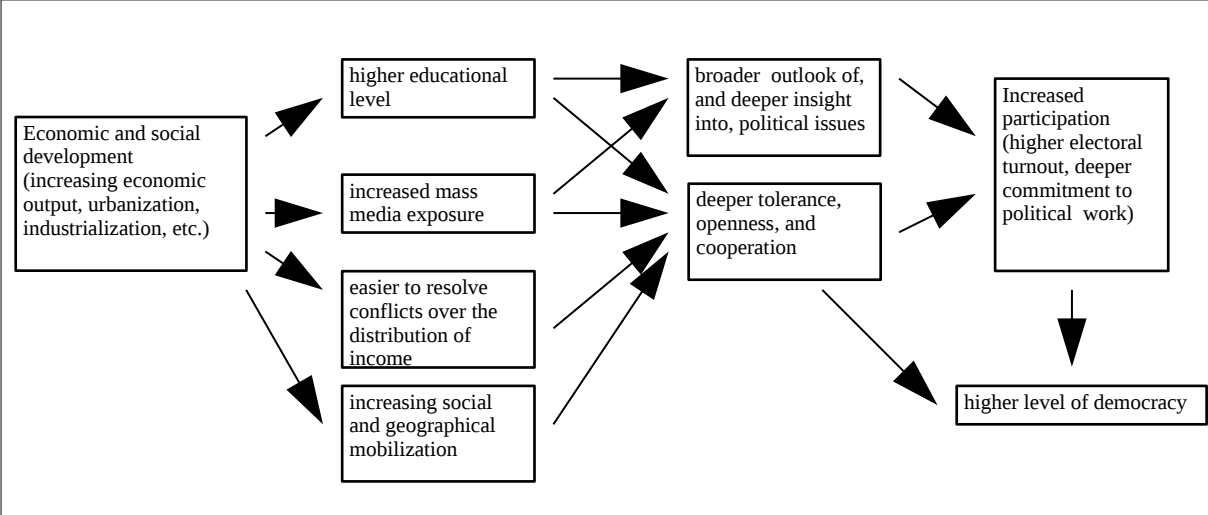 Economic and social
development
(increasing economic
output, urbanization,
industrialization, etc.)
higher educational
level
increased mass
media exposure
easier to resolve
conflicts over the
distribution of
income
increasing social
and geographical
mobilization
broader outlook of,
and deeper insight
into, political issues
deeper tolerance,
openness, and
cooperation
Increased
participation
(higher electoral
turnout, deeper
commitment to
political work)
higher level of democracy